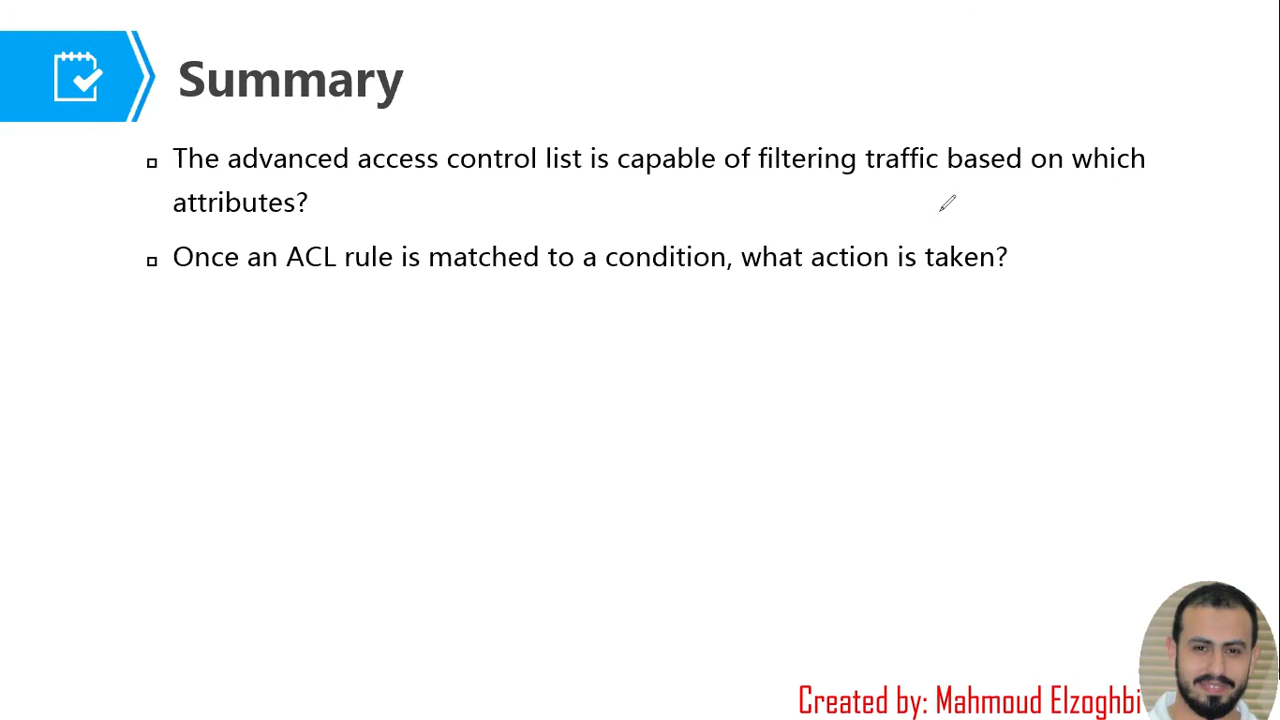 Summary
The advanced access control list is capable of filtering traffic based on which
attributes?
Once an ACL rule is matched to a condition, what action is taken?
Created by: Mahmoud Elzoghbi